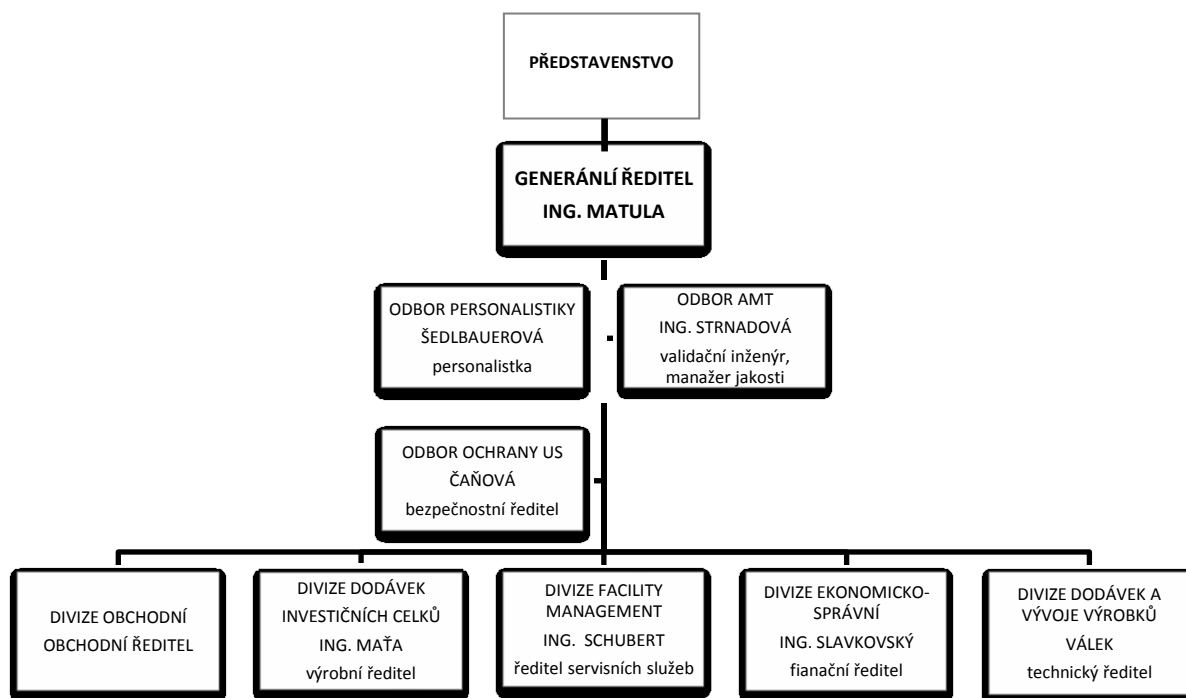 PŘEDSTAVENSTVO
GENERÁNLÍ ŘEDITEL
ING. MATULA
ODBOR PERSONALISTIKY
ŠEDLBAUEROVÁ
personalistka
ODBOR AMT
ING. STRNADOVÁ
validační inženýr,
manažer jakosti
ODBOR OCHRANY US
ČAŇOVÁ
bezpečnostní ředitel
DIVIZE OBCHODNÍ
OBCHODNÍ ŘEDITEL
DIVIZE DODÁVEK
INVESTIČNÍCH CELKŮ
ING. MAŤA
výrobní ředitel
DIVIZE FACILITY
MANAGEMENT
ING. SCHUBERT
ředitel servisních služeb
DIVIZE EKONOMICKO-
SPRÁVNÍ
ING. SLAVKOVSKÝ
fianační ředitel
DIVIZE DODÁVEK A
VÝVOJE VÝROBKŮ
VÁLEK
technický ředitel